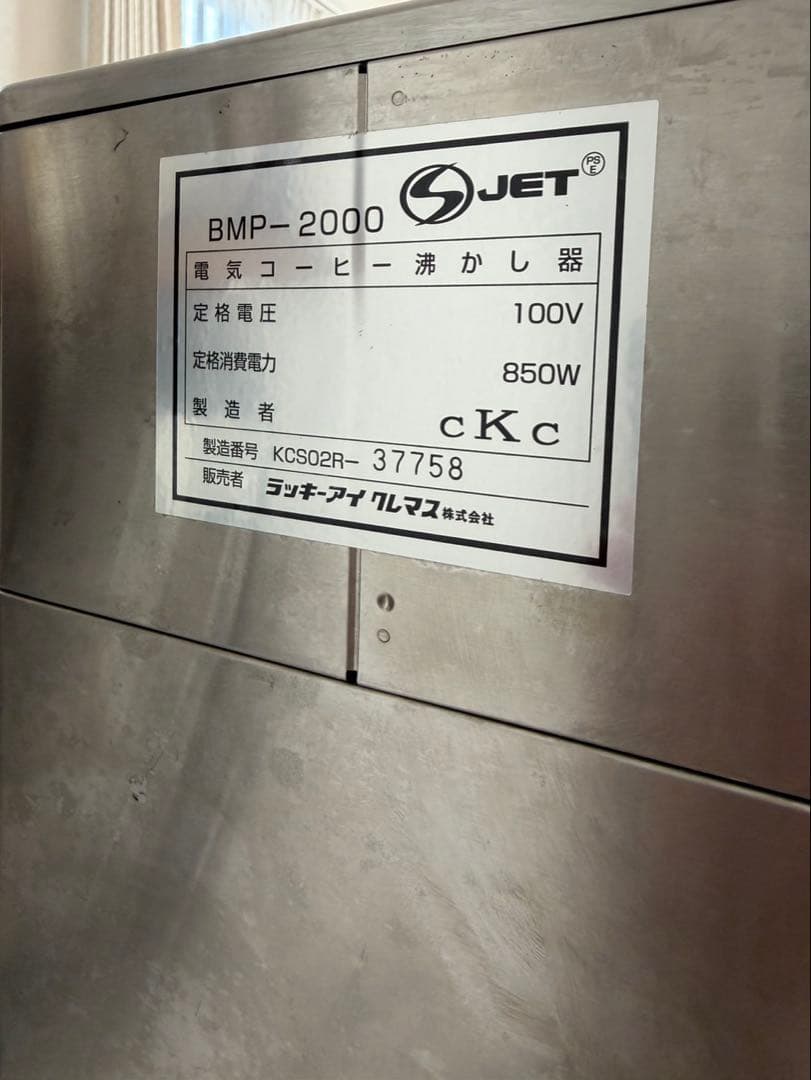 BMP-2000 S JET PS E
電気コーヒー沸かし器
定格電圧 100V
定格消費電力 850W
製造者 cKc
製造番号 KCS02R- 37758
販売者 ラッキーアイ クレマス株式会社